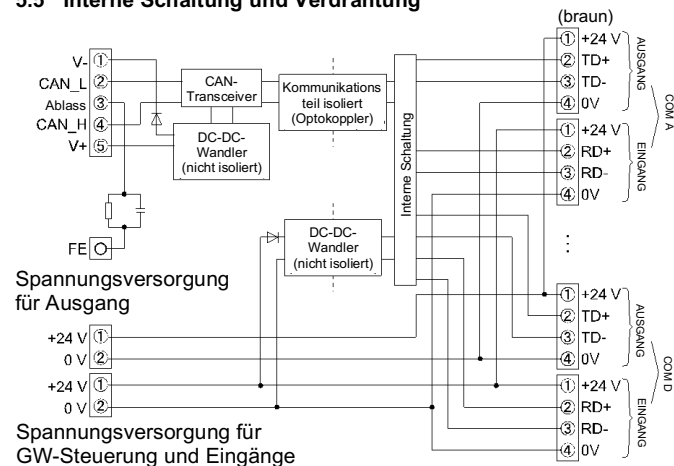 5.5 Interne Schaltung und Verdrahtung
(braun)
V- ①
CAN_L ②
Ablass ③
CAN_H ④
V+ ⑤
FE
CAN-
Transceiver
Kommunikations
teil isoliert
(Optokoppler)
DC-DC-
Wandler
(nicht isoliert)
DC-DC-
Wandler
(nicht isoliert)
Interne Schaltung
① +24 V
② TD+
③ TD-
④ 0V
AUSGANG
① +24 V
② RD+
③ RD-
④ 0V
EINGANG
COM A
⋮
① +24 V
② TD+
③ TD-
④ 0V
AUSGANG
① +24 V
② RD+
③ RD-
④ 0V
EINGANG
COM D
Spannungsversorgung
für Ausgang
+24 V ①
0 V ②
+24 V ①
0 V ②
Spannungsversorgung für
GW-Steuerung und Eingänge